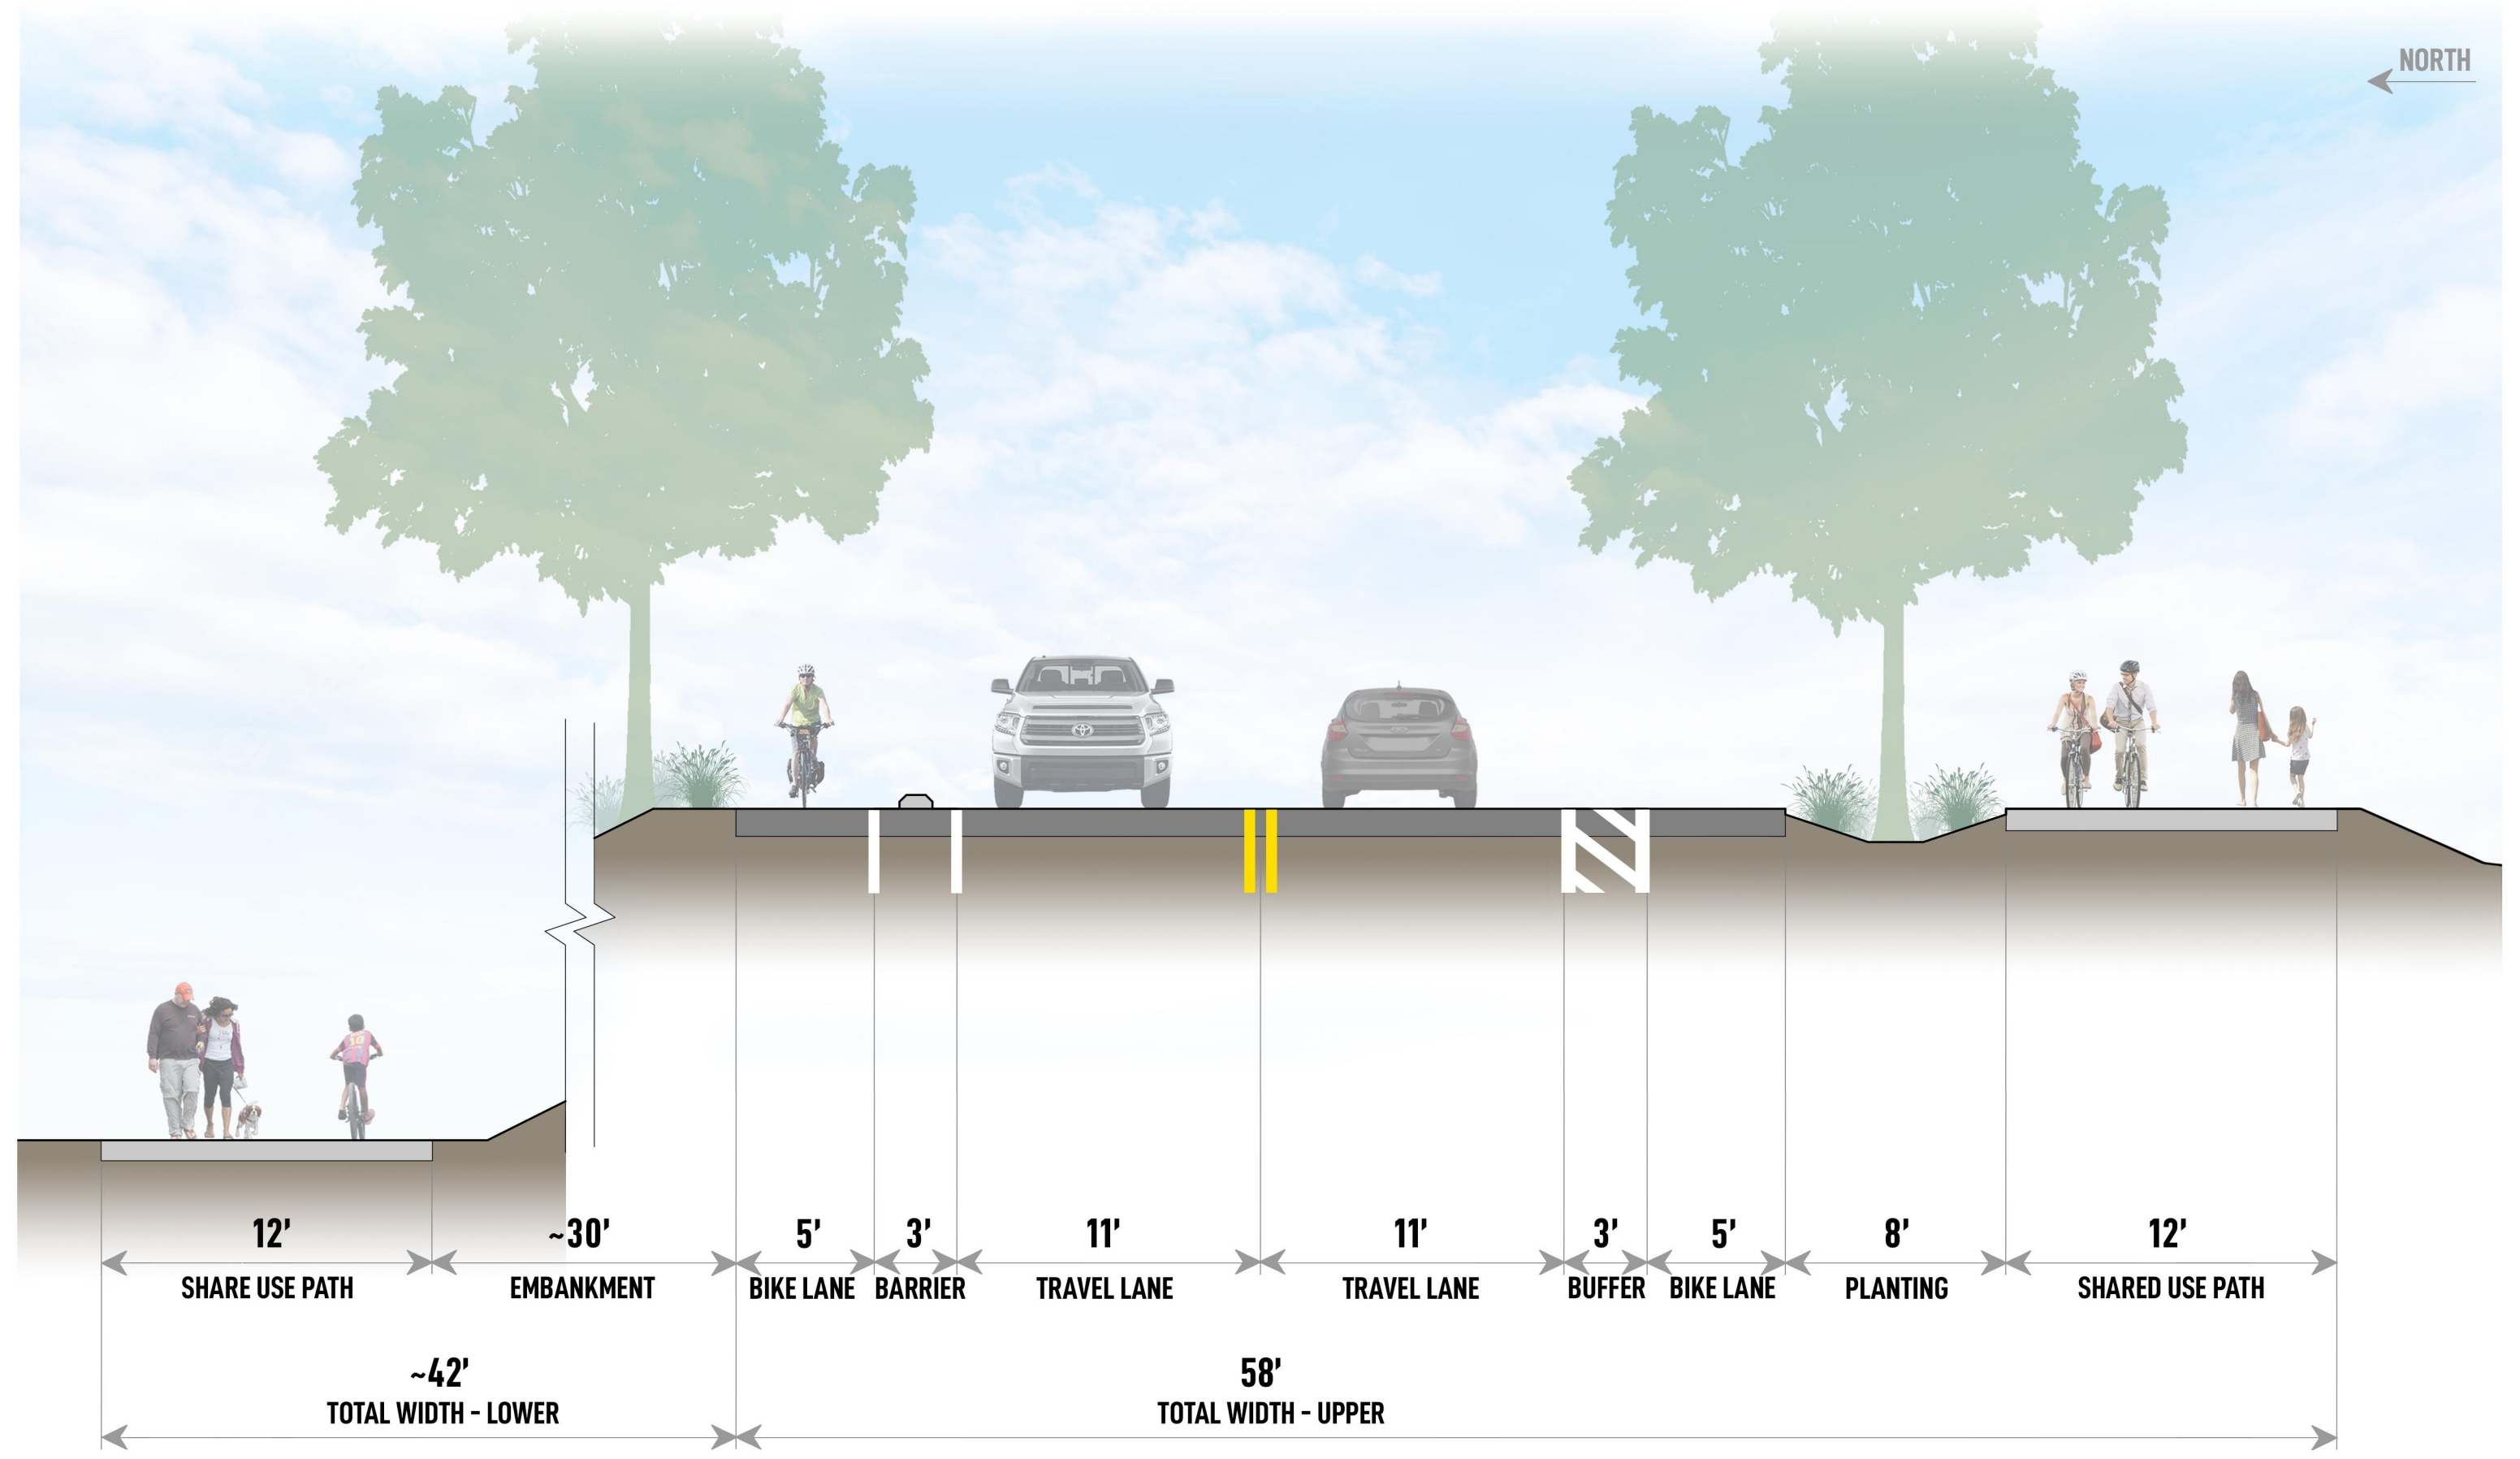 NORTH
12' ~30' 5' 3' 11' 11' 3' 5' 8' 12'
SHARE USE PATH EMBANKMENT BIKE LANE BARRIER TRAVEL LANE TRAVEL LANE BUFFER BIKE LANE PLANTING SHARED USE PATH
~42' 58'
TOTAL WIDTH - LOWER TOTAL WIDTH - UPPER